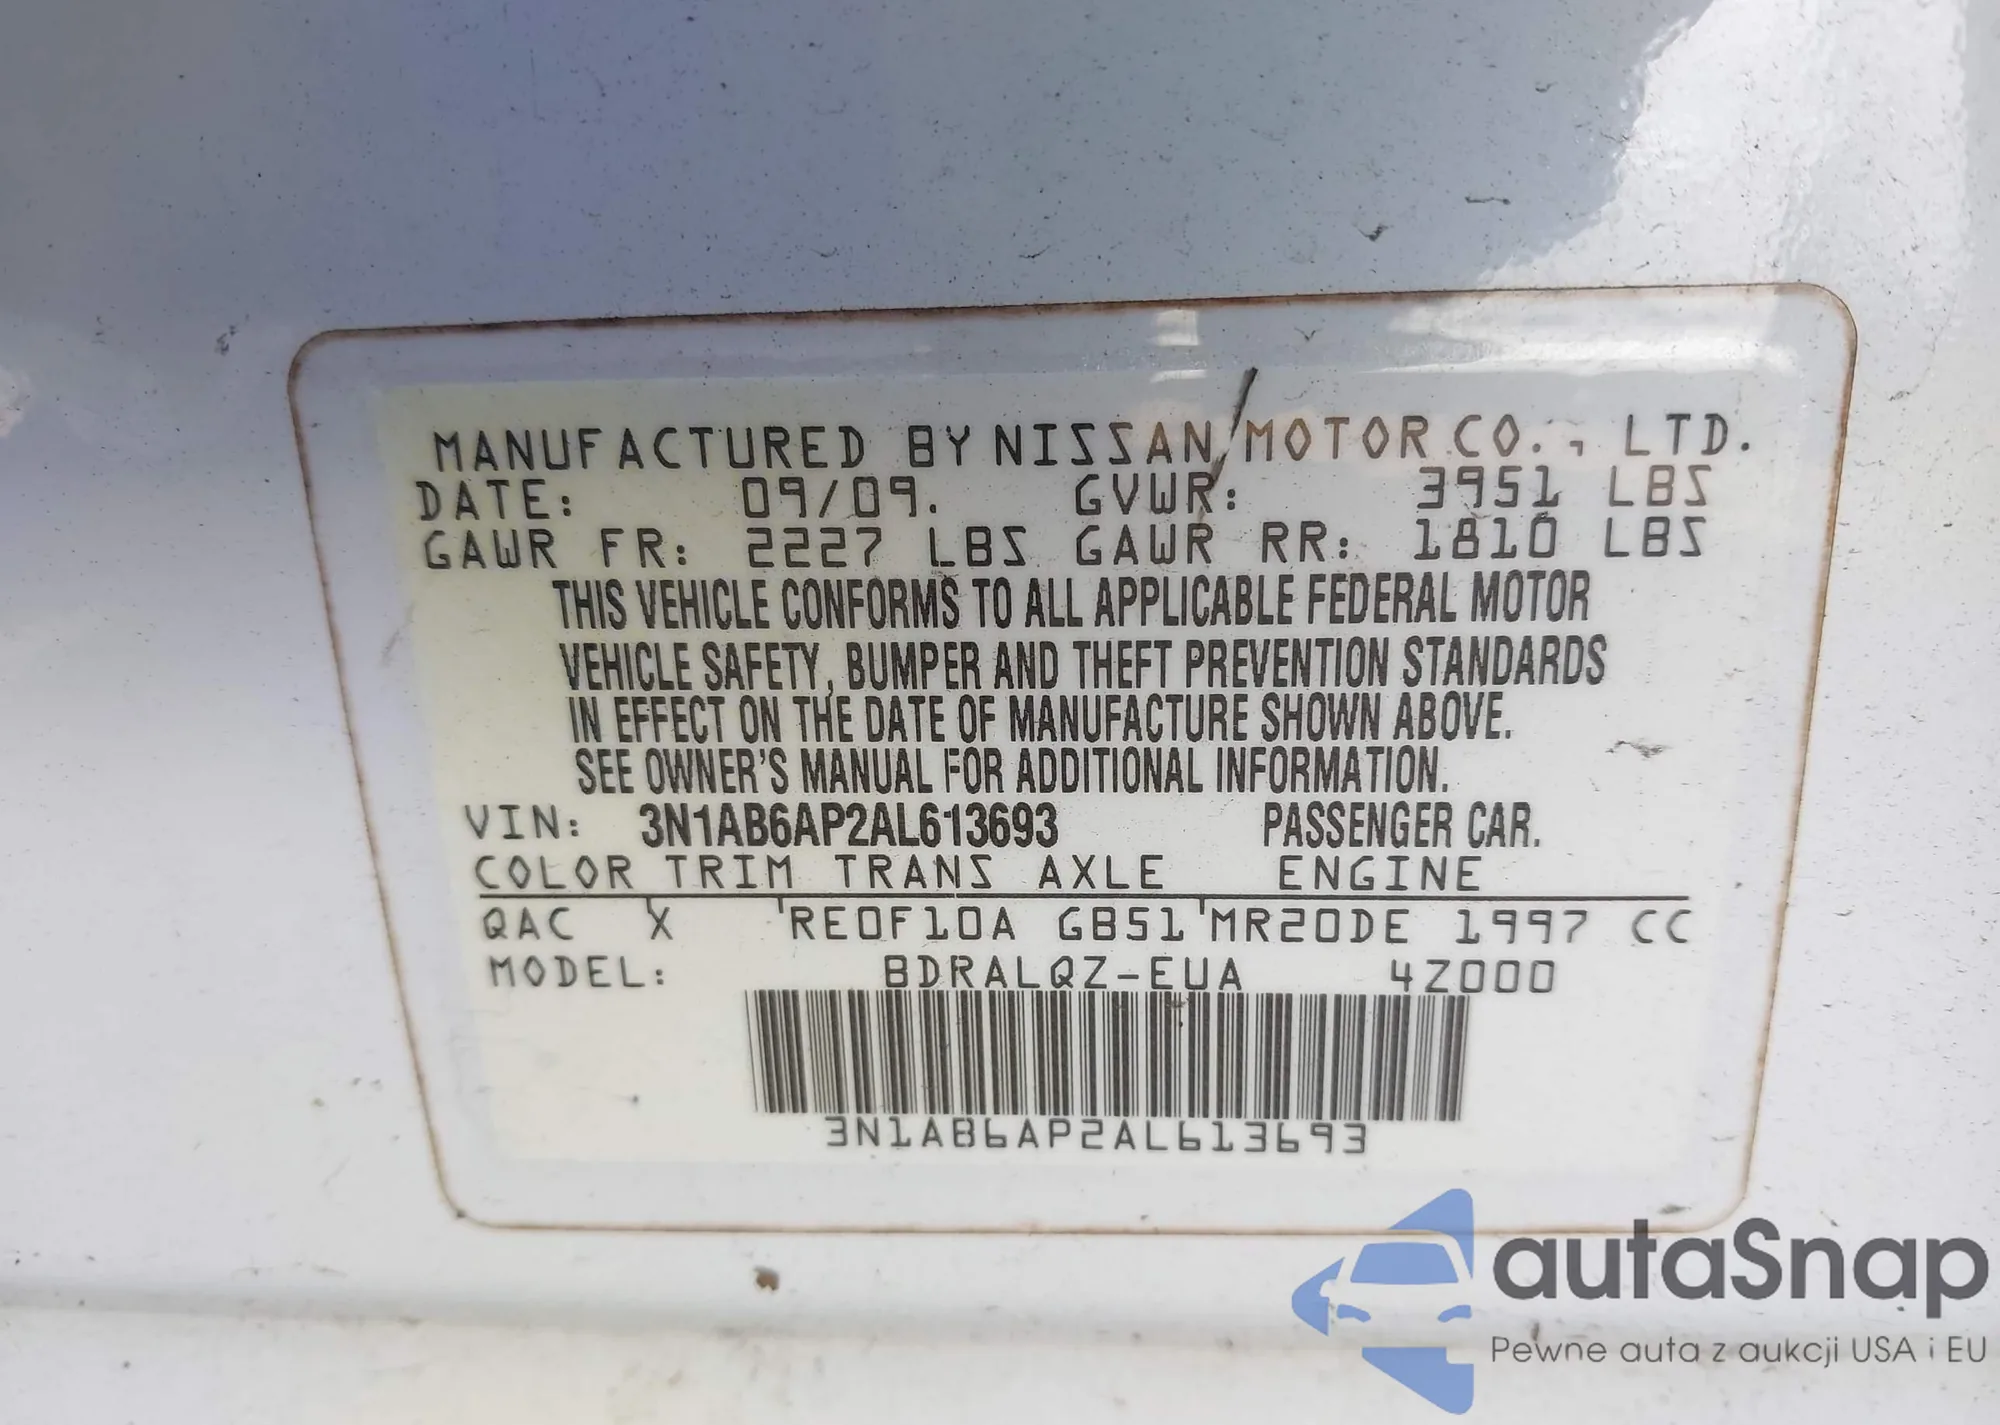 MANUFACTURED BY NISSAN MOTOR CO., LTD.
DATE: 09/09. GVWR: 3951 LBS
GAWR FR: 2227 LBS GAWR RR: 1810 LBS
THIS VEHICLE CONFORMS TO ALL APPLICABLE FEDERAL MOTOR
VEHICLE SAFETY, BUMPER AND THEFT PREVENTION STANDARDS
IN EFFECT ON THE DATE OF MANUFACTURE SHOWN ABOVE.
SEE OWNER'S MANUAL FOR ADDITIONAL INFORMATION.
VIN: 3N1AB6AP2AL613693 PASSENGER CAR.
COLOR TRIM TRANS AXLE ENGINE
QAC X RE0F10A GB51 MR20DE 1997 CC
MODEL: BDRALQZ-EUA 4Z000
3N1AB6AP2AL613693
autaSnap
Pewne auta z aukcji USA i EU